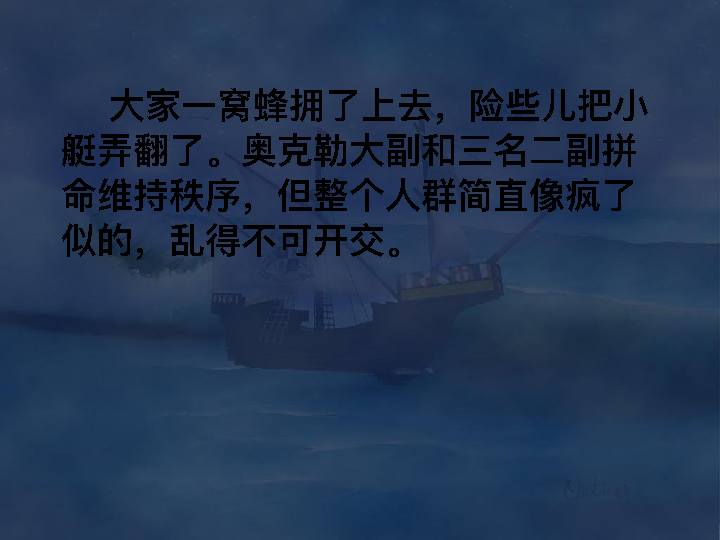 大家一窝蜂拥了上去，险些儿把小
艇弄翻了。奥克勒大副和三名二副拼
命维持秩序，但整个人群简直像疯了
似的，乱得不可开交。